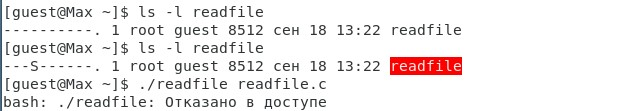 [guest@Max ~]$ ls -l readfile
----------. 1 root guest 8512 сен 18 13:22 readfile
[guest@Max ~]$ ls -l readfile
---S------. 1 root guest 8512 сен 18 13:22 readfile
[guest@Max ~]$ ./readfile readfile.c
bash: ./readfile: Отказано в доступе